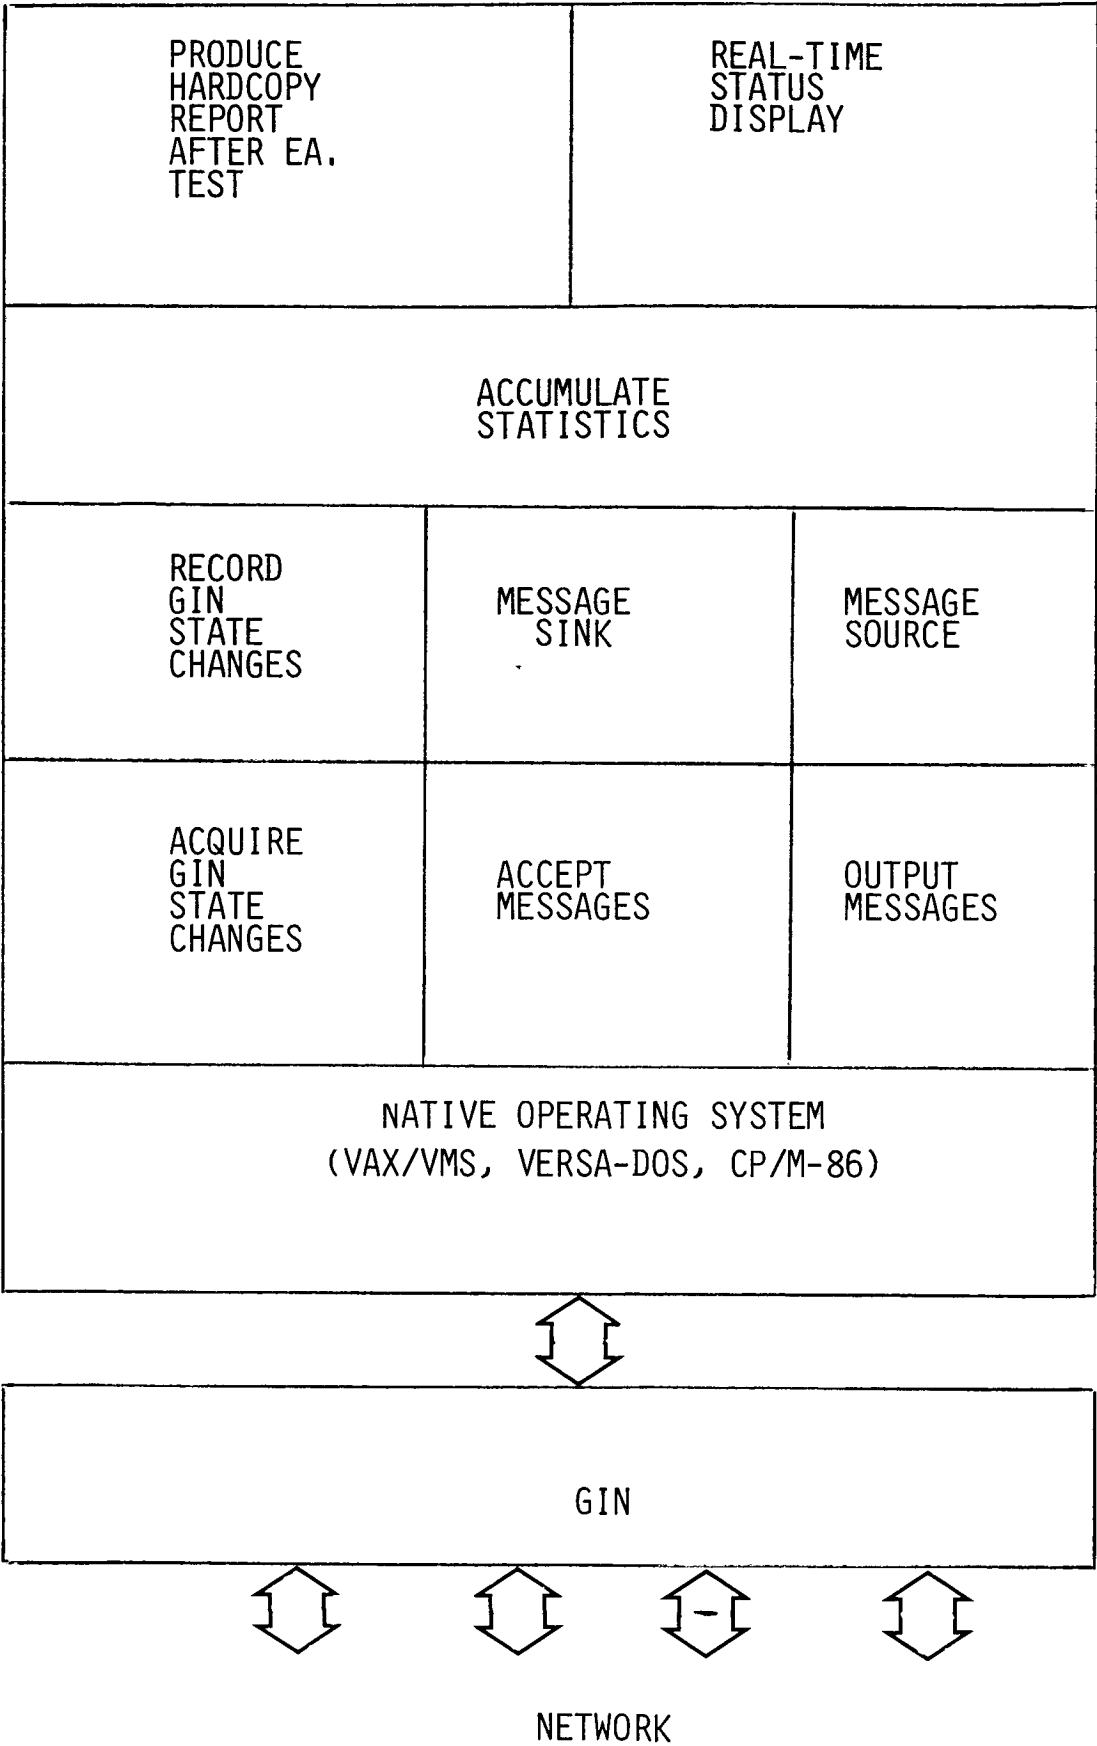 PRODUCE
HARDCOPY
REPORT
AFTER EA.
TEST
REAL-TIME
STATUS
DISPLAY
ACCUMULATE
STATISTICS
RECORD
GIN
STATE
CHANGES
MESSAGE
SINK
MESSAGE
SOURCE
ACQUIRE
GIN
STATE
CHANGES
ACCEPT
MESSAGES
OUTPUT
MESSAGES
NATIVE OPERATING SYSTEM
(VAX/VMS, VERSA-DOS, CP/M-86)
GIN
NETWORK